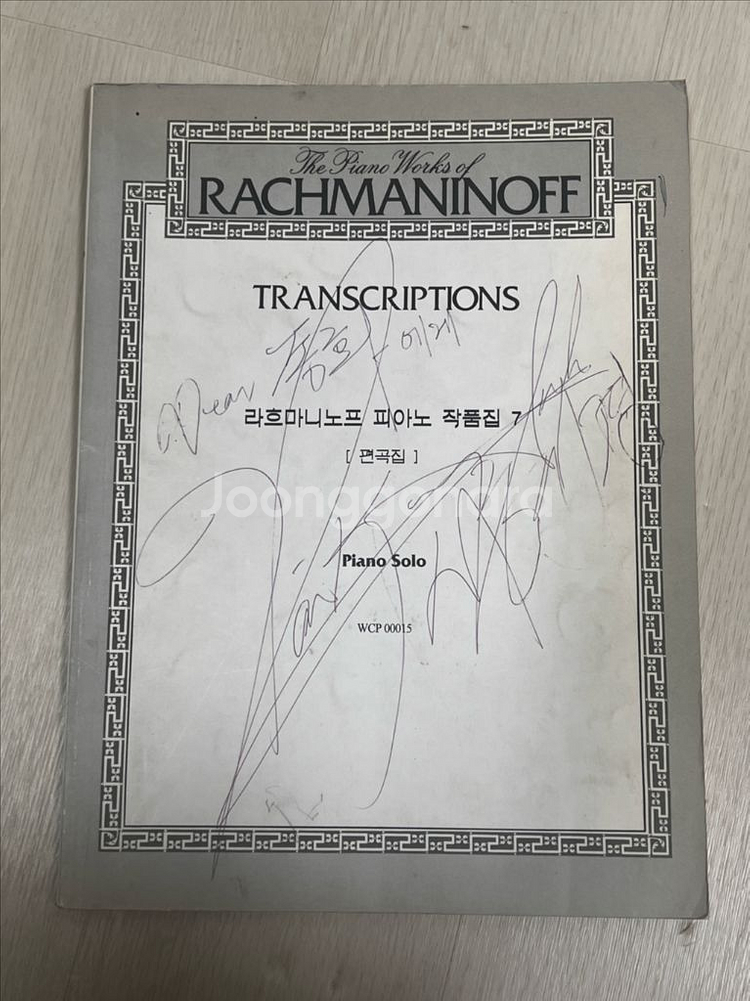 The Piano Works of
RACHMANINOFF
TRANSCRIPTIONS
Dear 에게
라흐마니노프 피아노 작품집 7
[ 편곡집 ]
Joonggonara
Piano Solo
WCP 00015